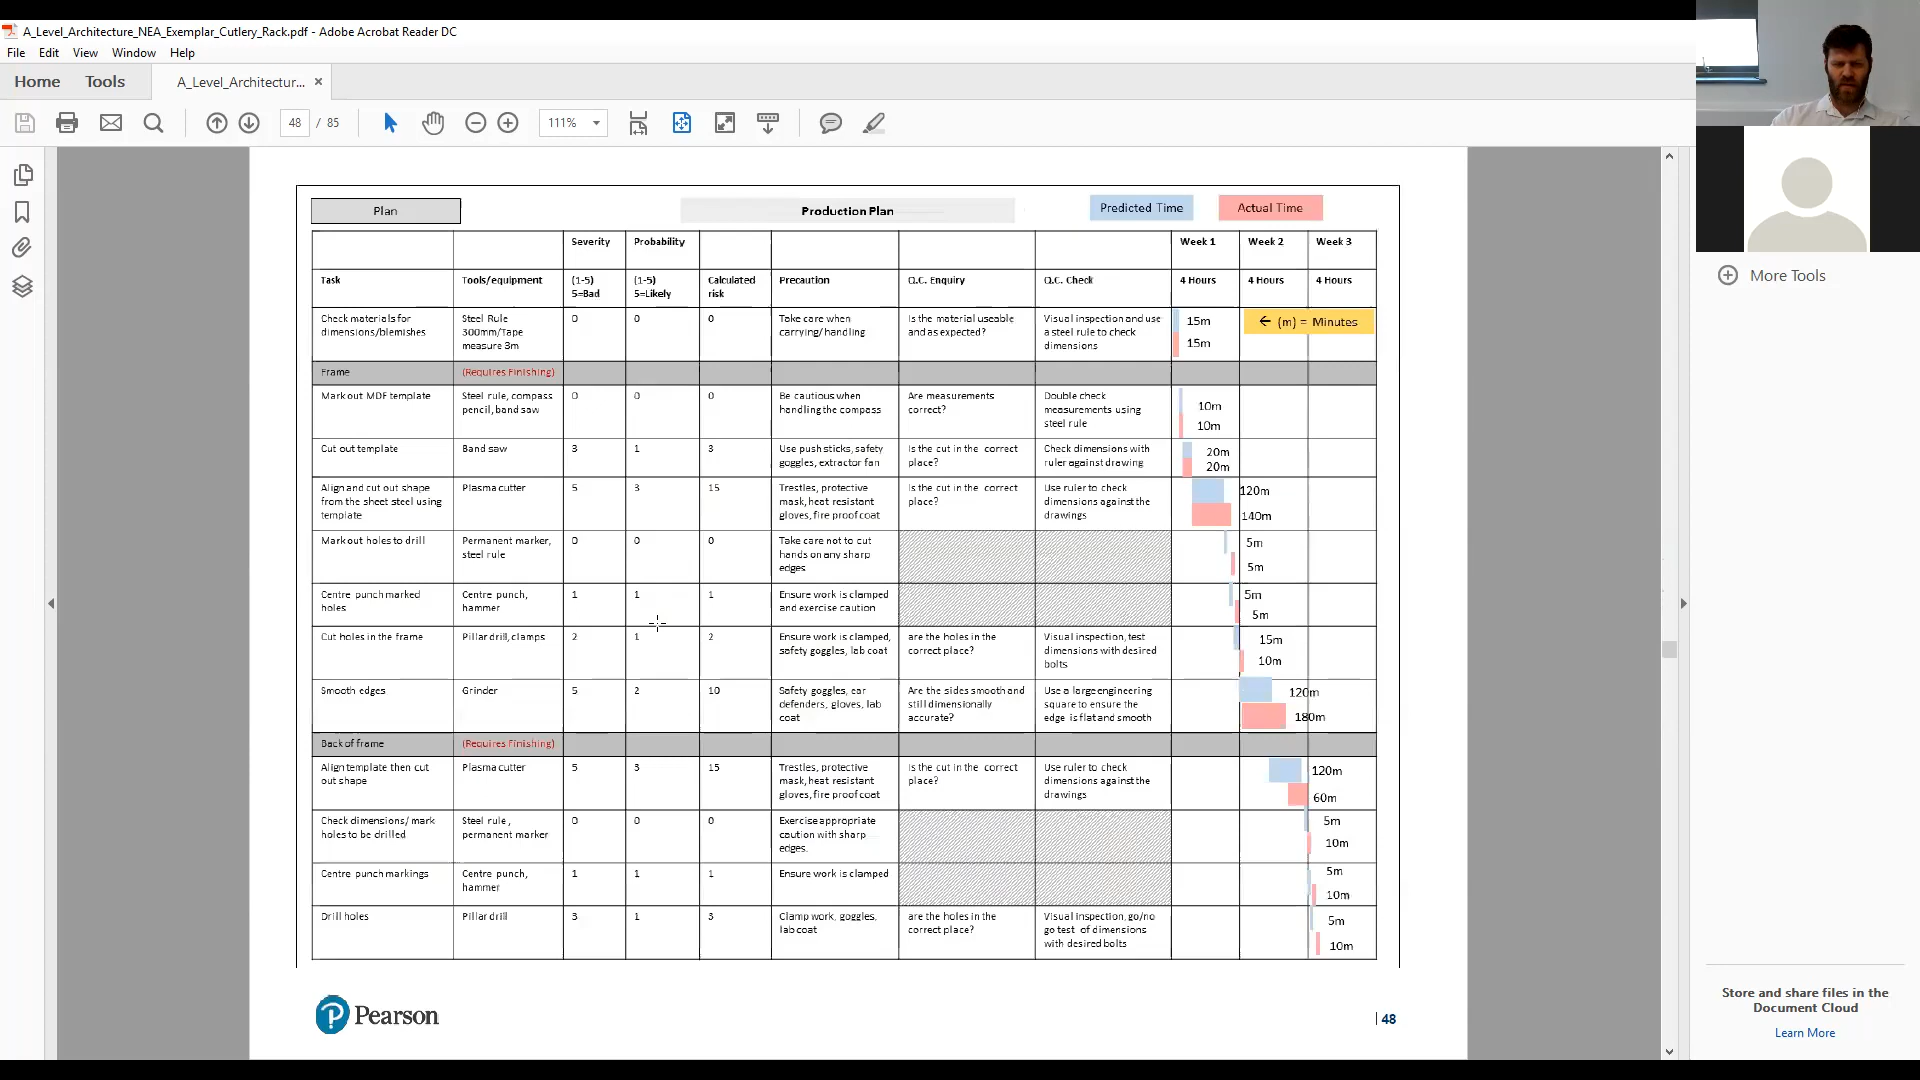 A_Level_Architecture_NEA_Exemplar_Cutlery_Rack.pdf - Adobe Acrobat Reader DC
File Edit View Window Help
Home Tools A_Level_Architectur... ×
48 / 85 111%
More Tools
Plan
Production Plan
Predicted Time Actual Time
Severity Probability Week 1 Week 2 Week 3
Task Tools/equipment (1-5) (1-5) Calculated Precaution Q.C. Enquiry Q.C. Check 4 Hours 4 Hours 4 Hours
5=Bad 5=Likely risk
Check materials for Steel Rule 0 0 0 Take care when Is the material useable Visual inspection and use 15m ← (m) = Minutes
dimensions/blemishes 300mm/Tape carrying/handling and as expected? a steel rule to check 15m
measure 3m dimensions
Frame (Requires Finishing)
Mark out MDF template Steel rule, compass 0 0 0 Be cautious when Are measurements Double check 10m
pencil, band saw handling the compass correct? measurements using 10m
steel rule
Cut out template Band saw 3 1 3 Use push sticks, safety Is the cut in the correct Check dimensions with 20m
goggles, extractor fan place? ruler against drawing 20m
Align and cut out shape Plasma cutter 5 3 15 Trestles, protective Is the cut in the correct Use ruler to check 120m
from the sheet steel using mask, heat resistant place? dimensions against the
template gloves, fire proof coat drawings 140m
Mark out holes to drill Permanent marker, 0 0 0 Take care not to cut 5m
steel rule hands on any sharp
edges 5m
Centre punch marked Centre punch, 1 1 1 Ensure work is clamped 5m
holes hammer and exercise caution 5m
Cut holes in the frame Pillar drill, clamps 2 1 2 Ensure work is clamped, are the holes in the Visual inspection, test 15m
safety goggles, lab coat correct place? dimensions with desired
bolts 10m
Smooth edges Grinder 5 2 10 Safety goggles, ear Are the sides smooth and Use a large engineering 120m
defenders, gloves, lab still dimensionally square to ensure the
coat accurate? edge is flat and smooth 180m
Back of frame (Requires Finishing)
Align template then cut Plasma cutter 5 3 15 Trestles, protective Is the cut in the correct Use ruler to check 120m
out shape mask, heat resistant place? dimensions against the
gloves, fire proof coat drawings 60m
Check dimensions/ mark Steel rule , 0 0 0 Exercise appropriate 5m
holes to be drilled permanent marker caution with sharp
edges. 10m
Centre punch markings Centre punch, 1 1 1 Ensure work is clamped 5m
hammer 10m
Drill holes Pillar drill 3 1 3 Clamp work, goggles, are the holes in the Visual inspection, go/no 5m
lab coat correct place? go test of dimensions
with desired bolts 10m
P Pearson
| 48
Store and share files in the
Document Cloud
Learn More